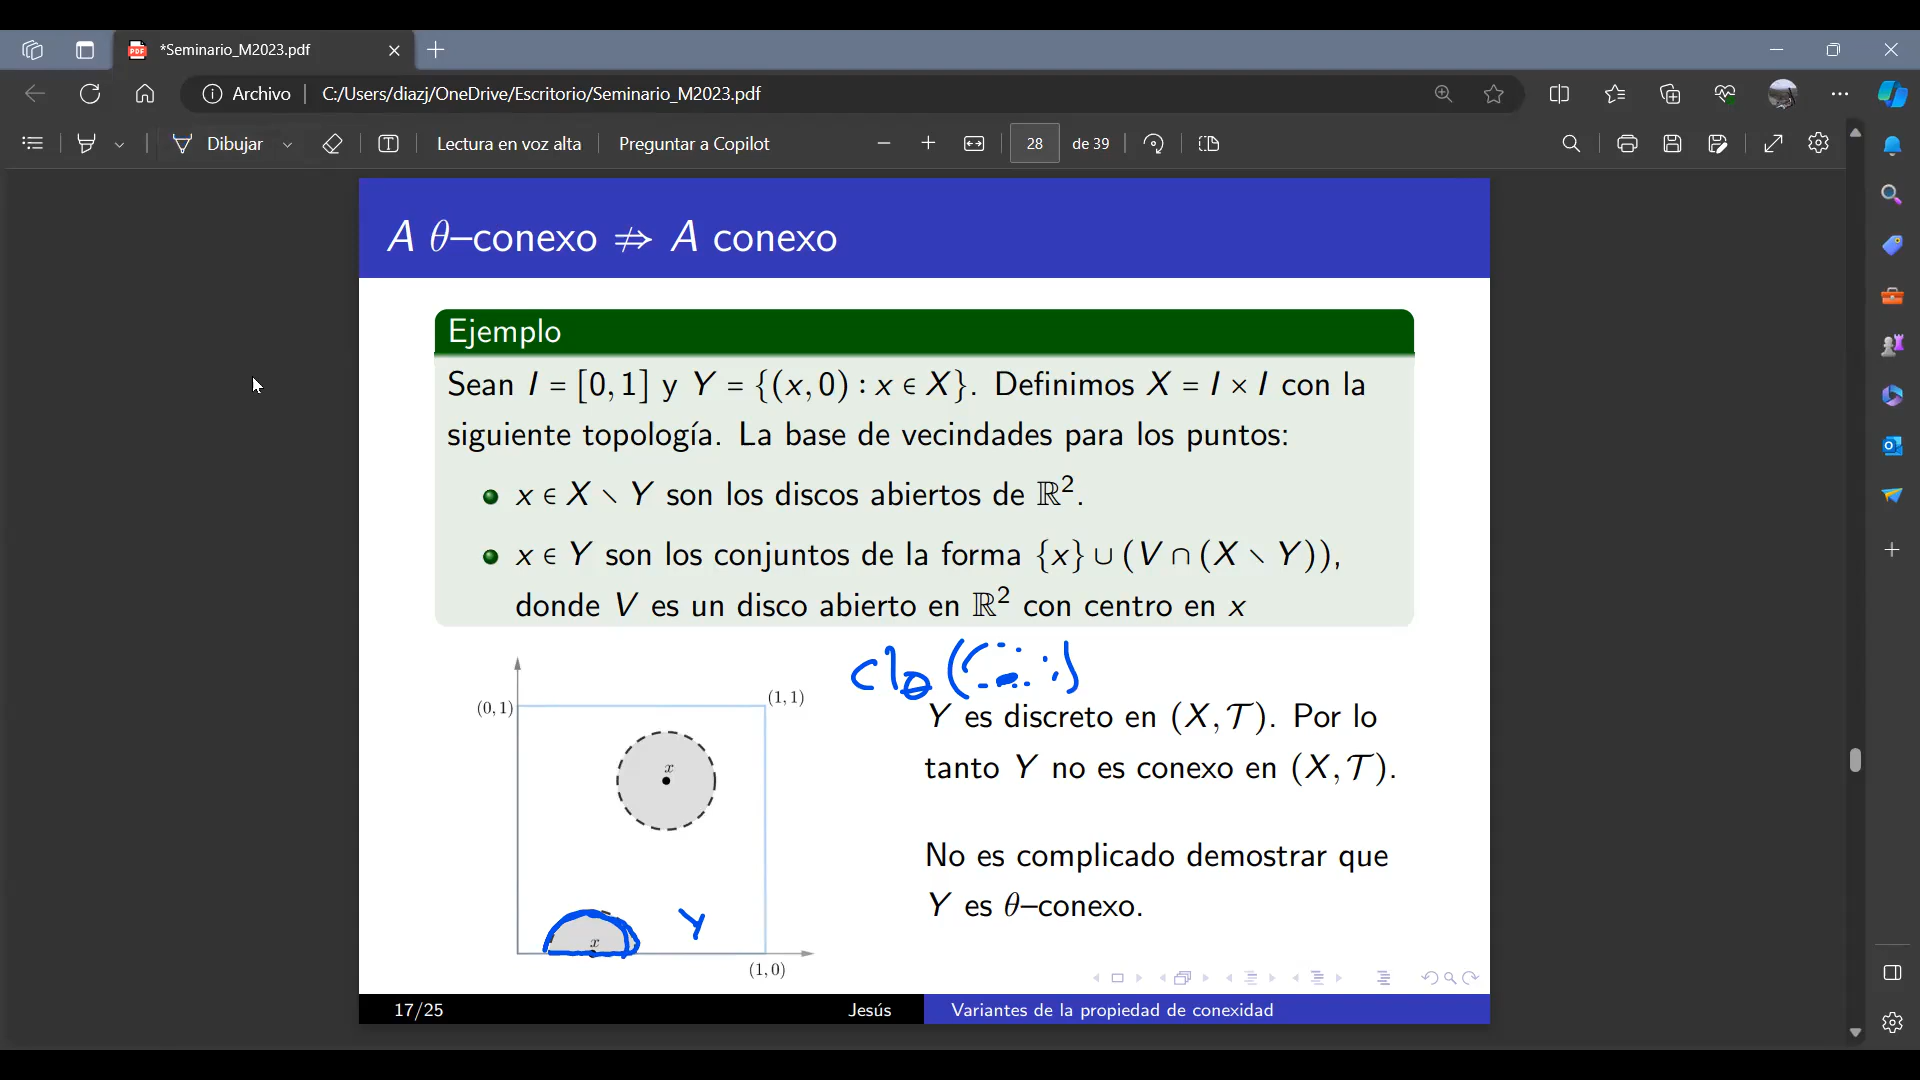 *Seminario_M2023.pdf
Archivo C:/Users/diazj/OneDrive/Escritorio/Seminario_M2023.pdf
Dibujar Lectura en voz alta Preguntar a Copilot 28 de 39
A θ–conexo ⇏ A conexo
Ejemplo
Sean I = [0, 1] y Y = {(x, 0) : x ∈ X}. Definimos X = I × I con la
siguiente topología. La base de vecindades para los puntos:
x ∈ X ∖ Y son los discos abiertos de ℝ².
x ∈ Y son los conjuntos de la forma {x} ∪ (V ∩ (X ∖ Y)),
donde V es un disco abierto en ℝ² con centro en x
clθ( )
(0, 1)
(1, 1)
x
x
Y
(1, 0)
Y es discreto en (X, 𝒯). Por lo
tanto Y no es conexo en (X, 𝒯).
No es complicado demostrar que
Y es θ–conexo.
17/25 Jesús Variantes de la propiedad de conexidad